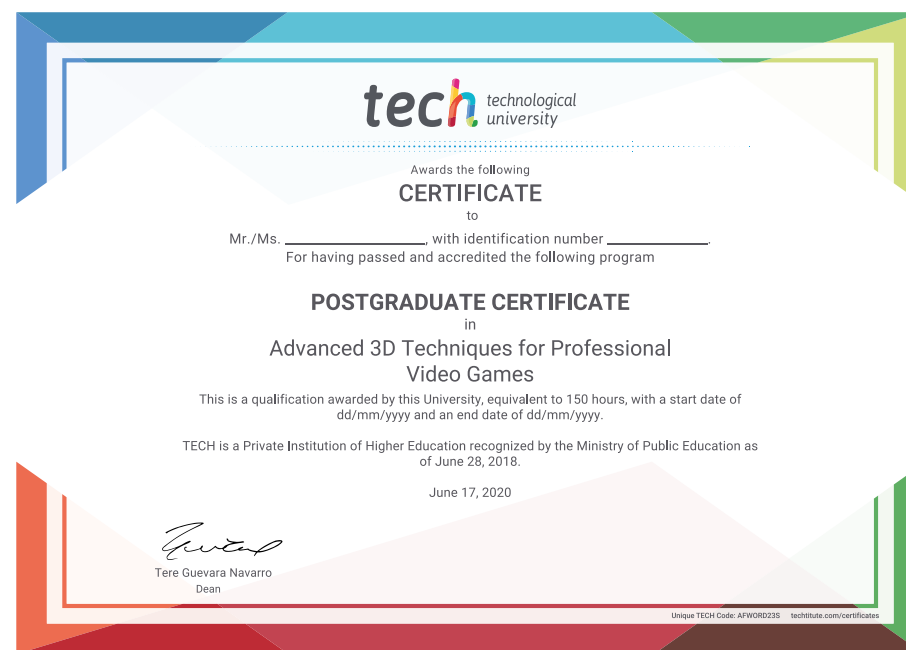 tech technological
university
Awards the following
CERTIFICATE
to
Mr./Ms. ____________________, with identification number ______________.
For having passed and accredited the following program
POSTGRADUATE CERTIFICATE
in
Advanced 3D Techniques for Professional
Video Games
This is a qualification awarded by this University, equivalent to 150 hours, with a start date of
dd/mm/yyyy and an end date of dd/mm/yyyy.
TECH is a Private Institution of Higher Education recognized by the Ministry of Public Education as
of June 28, 2018.
June 17, 2020
Tere Guevara Navarro
Dean
Unique TECH Code: AFWORD23S techtitute.com/certificates